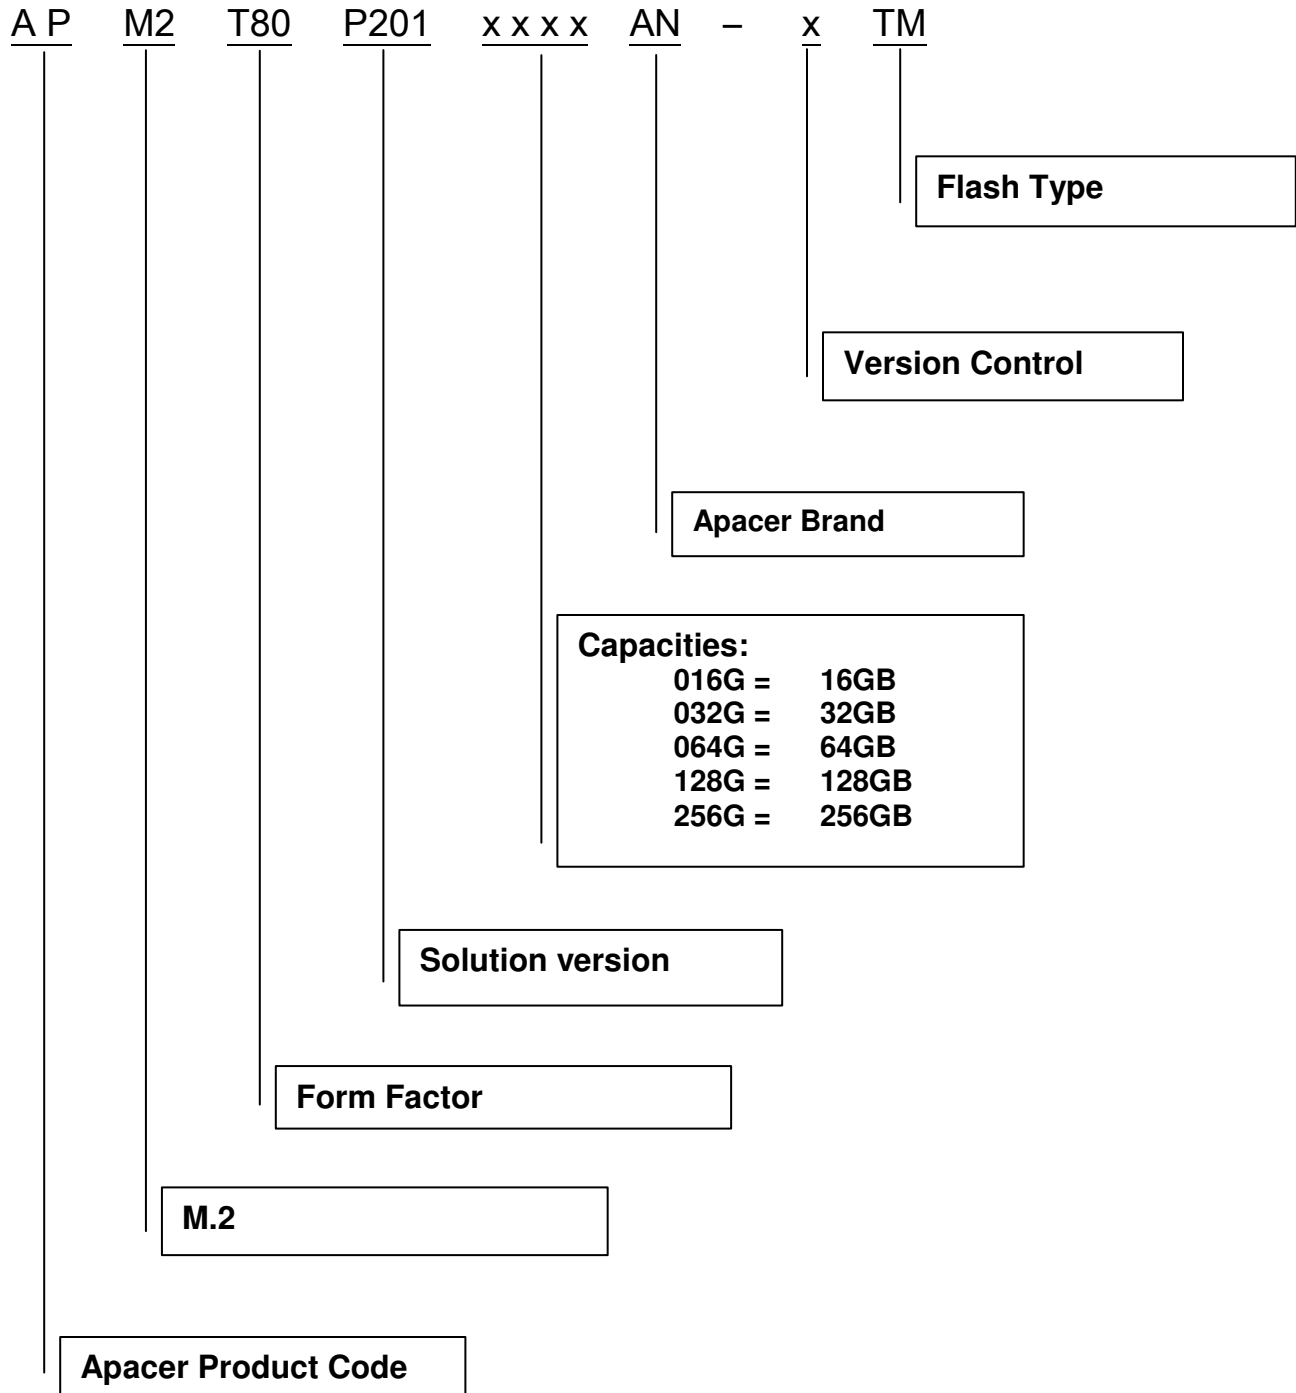 A P M2 T80 P201 x x x x AN – x TM
Flash Type
Version Control
Apacer Brand
Capacities:
016G = 16GB
032G = 32GB
064G = 64GB
128G = 128GB
256G = 256GB
Solution version
Form Factor
M.2
Apacer Product Code